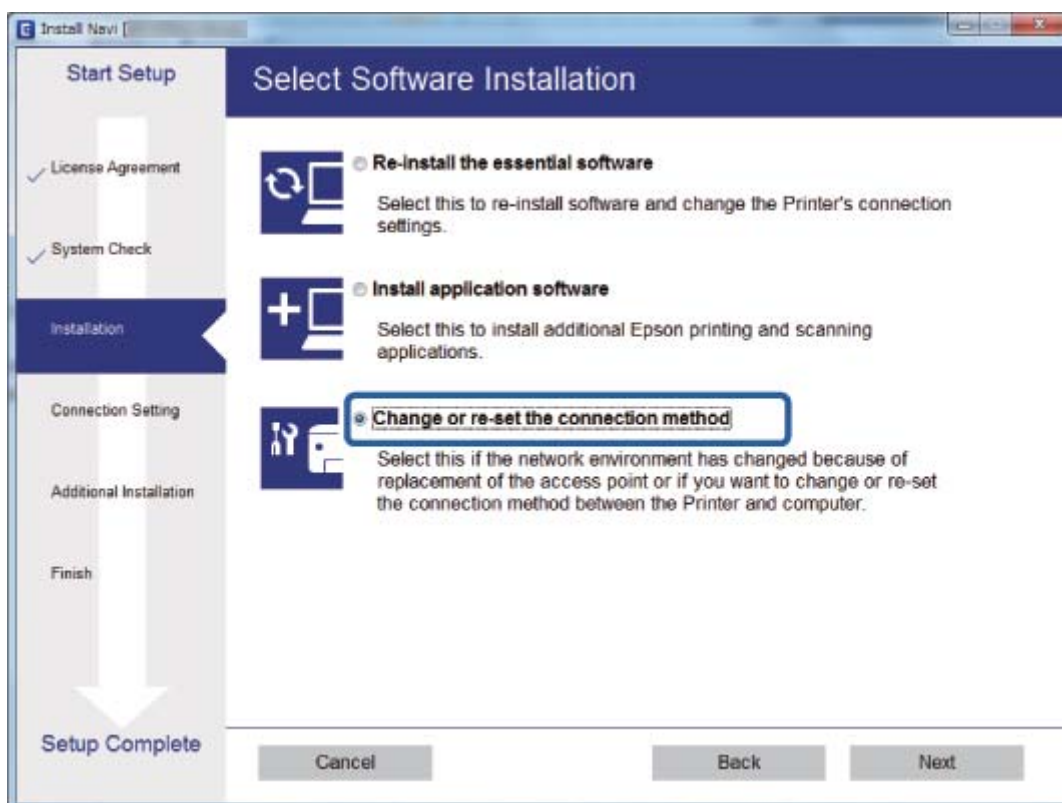 Install Navi [
Start Setup
License Agreement
System Check
Installation
Connection Setting
Additional Installation
Finish
Setup Complete
Select Software Installation
Re-install the essential software
Select this to re-install software and change the Printer's connection
settings.
Install application software
Select this to install additional Epson printing and scanning
applications.
Change or re-set the connection method
Select this if the network environment has changed because of
replacement of the access point or if you want to change or re-set
the connection method between the Printer and computer.
Cancel
Back
Next